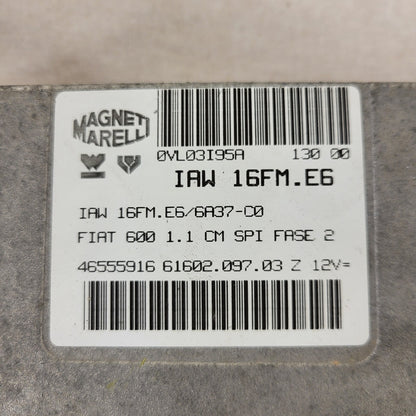 MAGNETI
MARELLI
0VL03I95A 130 00
IAW 16FM.E6
IAW 16FM.E6/6A37-C0
FIAT 600 1.1 CM SPI FASE 2
46555916 61602.097.03 Z 12V=